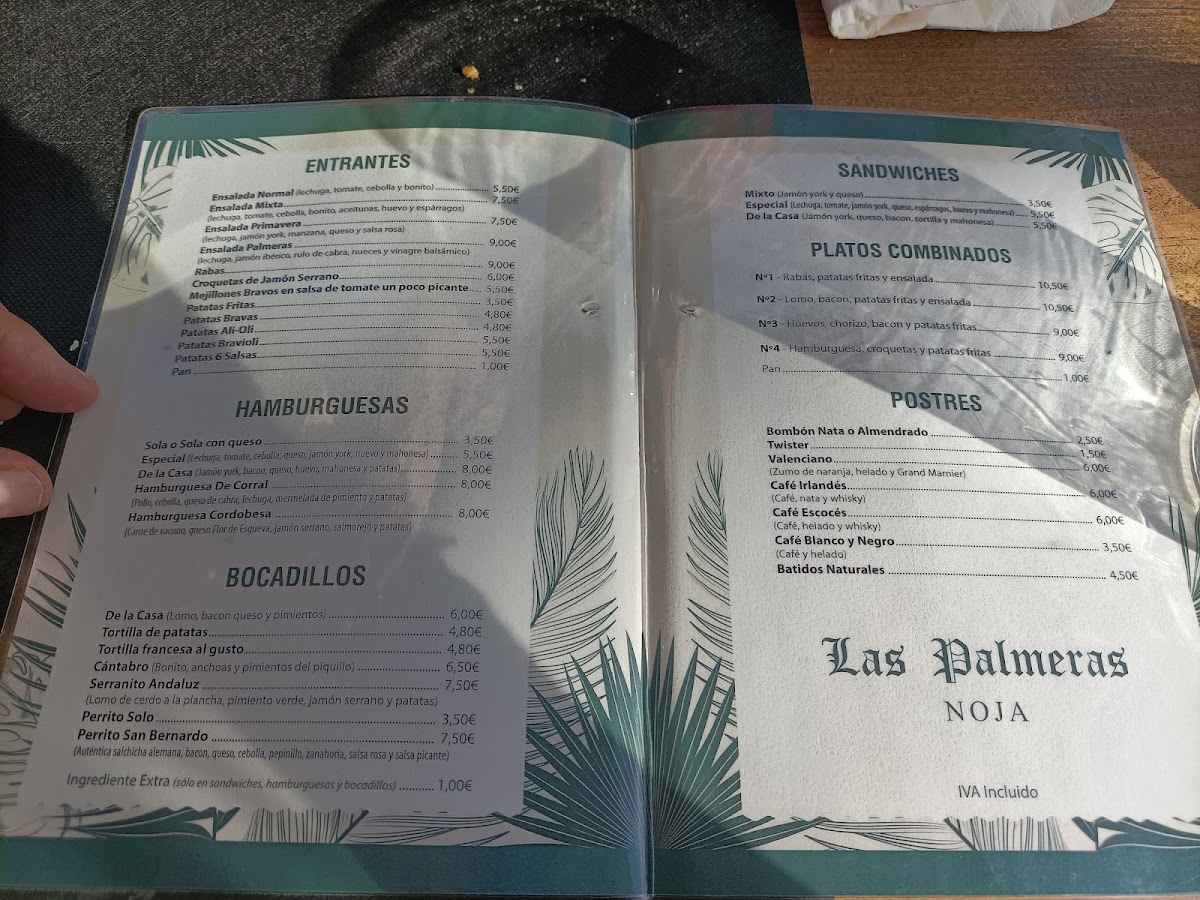 ENTRANTES
Ensalada Normal (lechuga, tomate, cebolla y bonito) 5,50€
Ensalada Mixta 7,50€
(lechuga, tomate, cebolla, bonito, aceitunas, huevo y espárragos)
Ensalada Primavera 7,50€
(lechuga, jamón york, manzana, queso y salsa rosa)
Ensalada Palmeras 9,00€
(lechuga, jamón ibérico, rulo de cabra, nueces y vinagre balsámico)
Rabas 9,00€
Croquetas de Jamón Serrano 6,00€
Mejillones Bravos en salsa de tomate un poco picante 5,50€
Patatas Fritas 3,50€
Patatas Bravas 4,80€
Patatas Ali-Oli 4,80€
Patatas Bravioli 5,50€
Patatas 6 Salsas 5,50€
Pan 1,00€
HAMBURGUESAS
Sola o Sola con queso 3,50€
Especial (Lechuga, tomate, cebolla, queso, jamón york, huevo y mahonesa) 5,50€
De la Casa (Jamón york, bacon, queso, huevo, mahonesa y patatas) 8,00€
Hamburguesa De Corral 8,00€
(Pollo, cebolla, queso de cabra, lechuga, mermelada de pimiento y patatas)
Hamburguesa Cordobesa 8,00€
(Carne de vacuno, queso Flor de Esgueva, jamón serrano, salmorejo y patatas)
BOCADILLOS
De la Casa (Lomo, bacon queso y pimientos) 6,00€
Tortilla de patatas 4,80€
Tortilla francesa al gusto 4,80€
Cántabro (Bonito, anchoas y pimientos del piquillo) 6,50€
Serranito Andaluz 7,50€
(Lomo de cerdo a la plancha, pimiento verde, jamón serrano y patatas)
Perrito Solo 3,50€
Perrito San Bernardo 7,50€
(Auténtica salchicha alemana, bacon, queso, cebolla, pepinillo, zanahoria, salsa rosa y salsa picante)
Ingrediente Extra (sólo en sandwiches, hamburguesas y bocadillos) 1,00€
SANDWICHES
Mixto (Jamón york y queso) 3,50€
Especial (Lechuga, tomate, jamón york, queso, espárragos, huevo y mahonesa) 5,50€
De la Casa (Jamón york, queso, bacon, tortilla y mahonesa) 5,50€
PLATOS COMBINADOS
Nº1 - Rabas, patatas fritas y ensalada 10,50€
Nº2 - Lomo, bacon, patatas fritas y ensalada 10,50€
Nº3 - Huevos, chorizo, bacon y patatas fritas 9,00€
Nº4 - Hamburguesa, croquetas y patatas fritas 9,00€
Pan 1,00€
POSTRES
Bombón Nata o Almendrado 2,50€
Twister 1,50€
Valenciano 6,00€
(Zumo de naranja, helado y Grand Marnier)
Café Irlandés 6,00€
(Café, nata y whisky)
Café Escocés 6,00€
(Café, helado y whisky)
Café Blanco y Negro 3,50€
(Café y helado)
Batidos Naturales 4,50€
Las Palmeras
NOJA
IVA Incluido